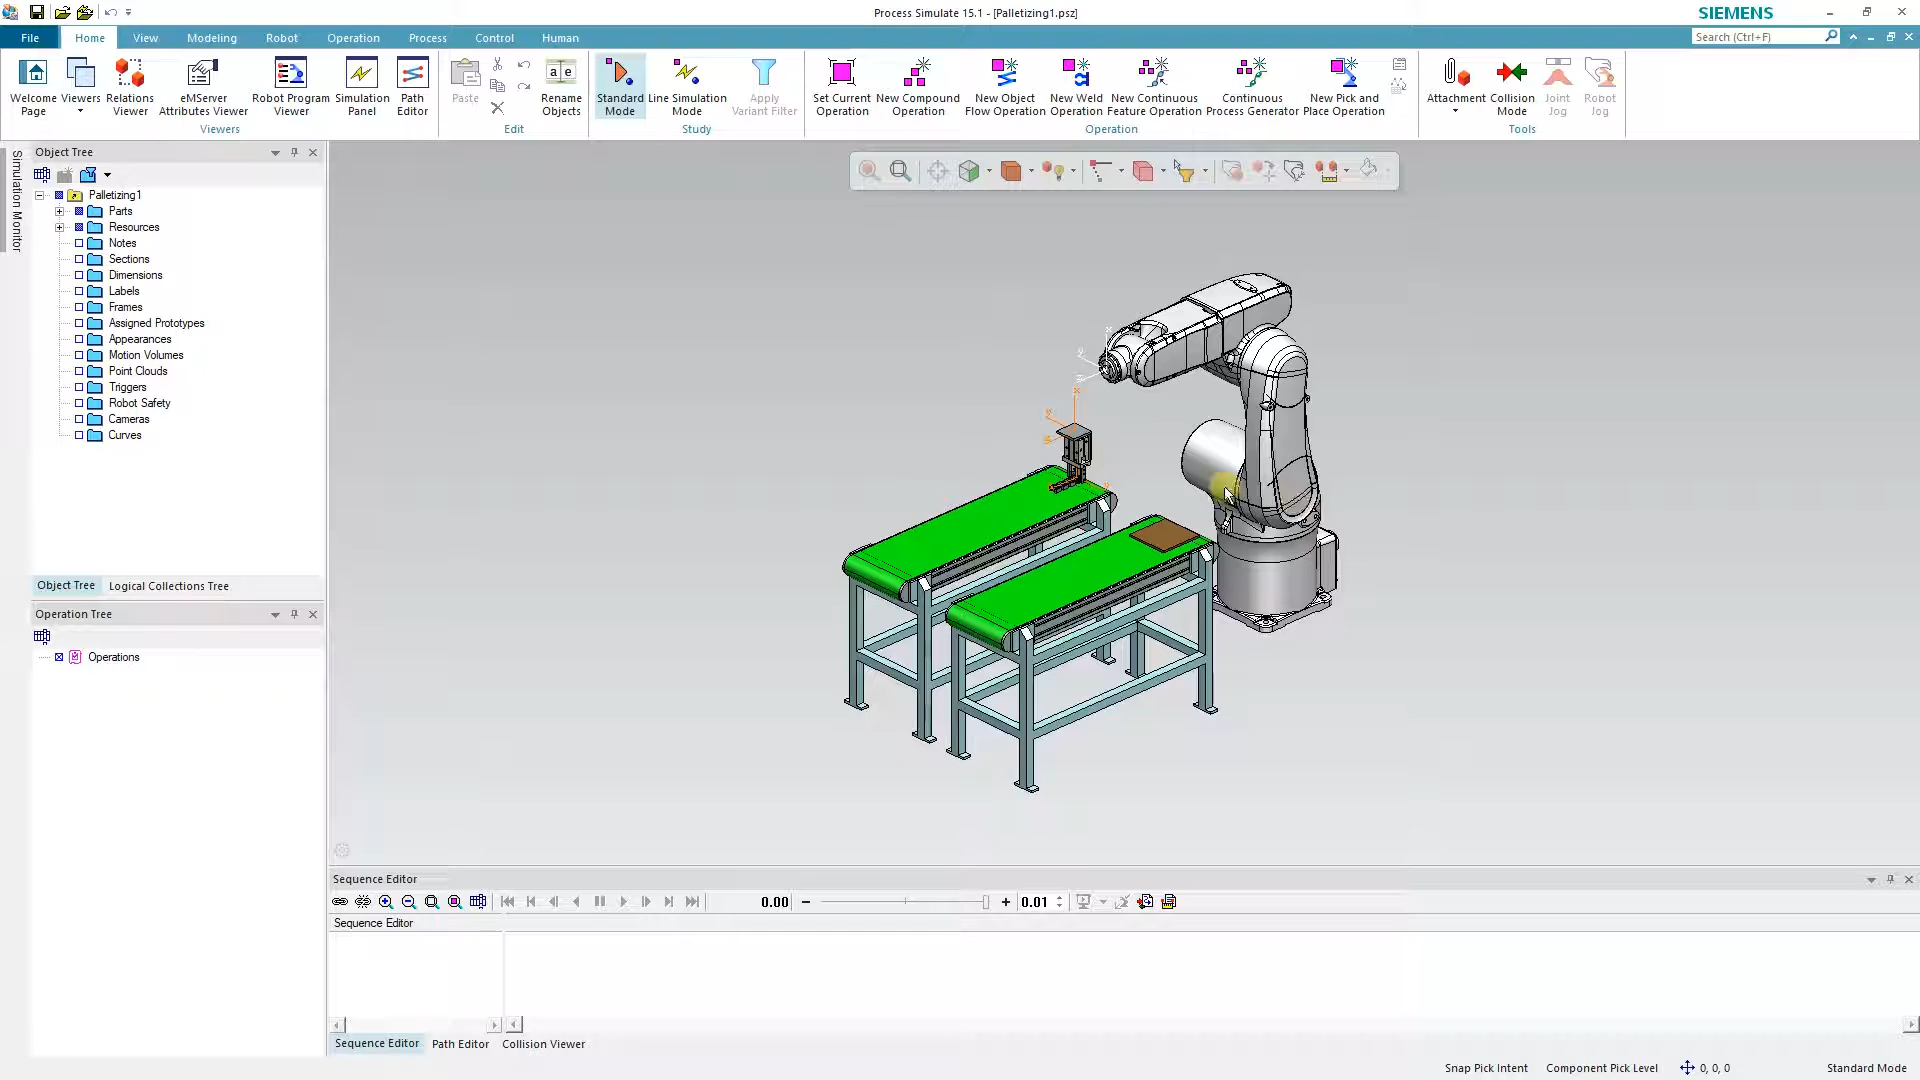 Process Simulate 15.1 - [Palletizing1.psz]
SIEMENS
File Home View Modeling Robot Operation Process Control Human
Search (Ctrl+F)
Welcome Page
Viewers
Relations Viewer
eMServer Attributes Viewer
Robot Program Viewer
Simulation Panel
Path Editor
Paste
Rename Objects
Standard Mode
Line Simulation Mode
Apply Variant Filter
Set Current Operation
New Compound Operation
New Object Flow Operation
New Weld Operation
New Continuous Feature Operation
Continuous Process Generator
New Pick and Place Operation
Attachment
Collision Mode
Joint Jog
Robot Jog
Viewers Edit Study Operation Tools
Simulation Monitor
Object Tree
Palletizing1
Parts
Resources
Notes
Sections
Dimensions
Labels
Frames
Assigned Prototypes
Appearances
Motion Volumes
Point Clouds
Triggers
Robot Safety
Cameras
Curves
Object Tree Logical Collections Tree
Operation Tree
Operations
Sequence Editor
0.00 0.01
Sequence Editor
Sequence Editor Path Editor Collision Viewer
Snap Pick Intent Component Pick Level 0, 0, 0 Standard Mode